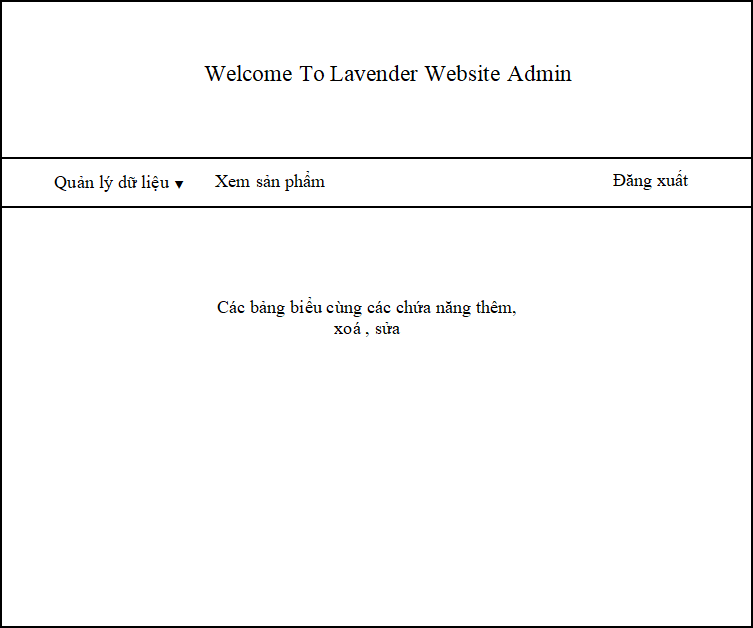 Welcome To Lavender Website Admin
Quản lý dữ liệu ▼ Xem sản phẩm Đăng xuất
Các bảng biểu cùng các chứa năng thêm,
xoá , sửa